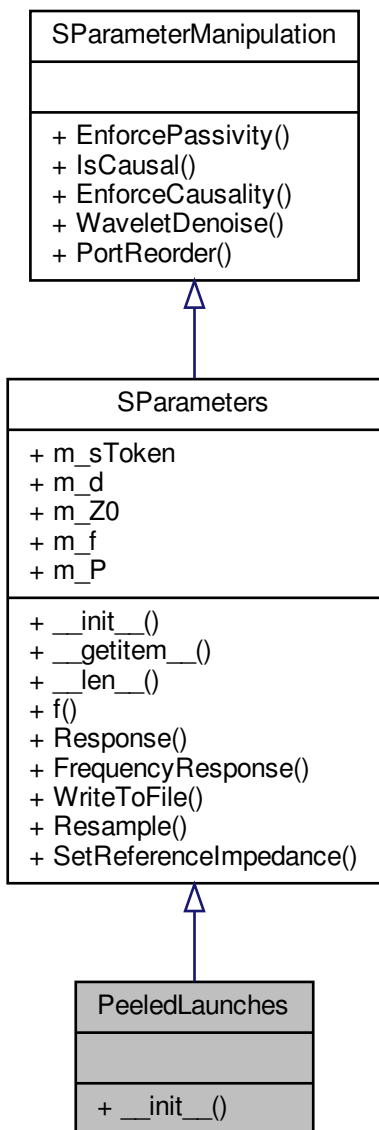 SParameterManipulation
+ EnforcePassivity()
+ IsCausal()
+ EnforceCausality()
+ WaveletDenoise()
+ PortReorder()
SParameters
+ m_sToken
+ m_d
+ m_Z0
+ m_f
+ m_P
+ __init__()
+ __getitem__()
+ __len__()
+ f()
+ Response()
+ FrequencyResponse()
+ WriteToFile()
+ Resample()
+ SetReferenceImpedance()
PeeledLaunches
+ __init__()